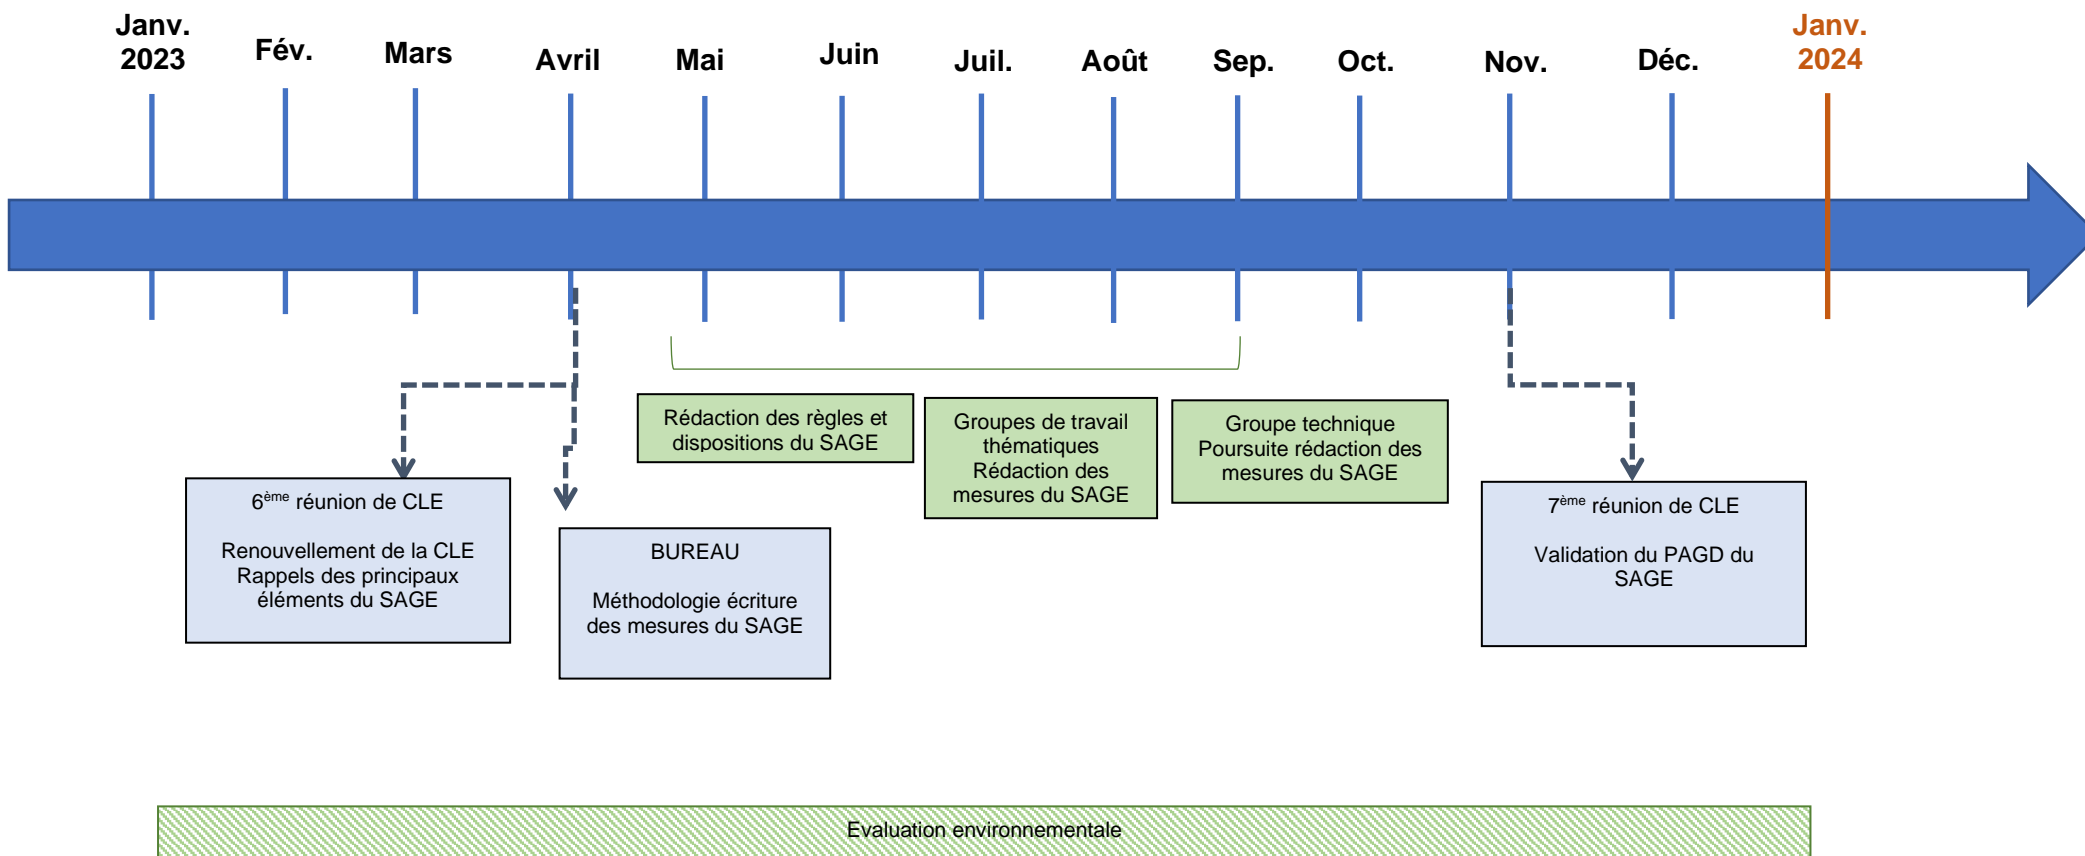 Janv.
2023
Fév.
Mars
Avril
Mai
Juin
Juil.
Août
Sep.
Oct.
Nov.
Déc.
Janv.
2024
Rédaction des règles et
dispositions du SAGE
Groupes de travail
thématiques
Rédaction des
mesures du SAGE
Groupe technique
Poursuite rédaction des
mesures du SAGE
6ème réunion de CLE
Renouvellement de la CLE
Rappels des principaux
éléments du SAGE
BUREAU
Méthodologie écriture
des mesures du SAGE
7ème réunion de CLE
Validation du PAGD du
SAGE
Evaluation environnementale